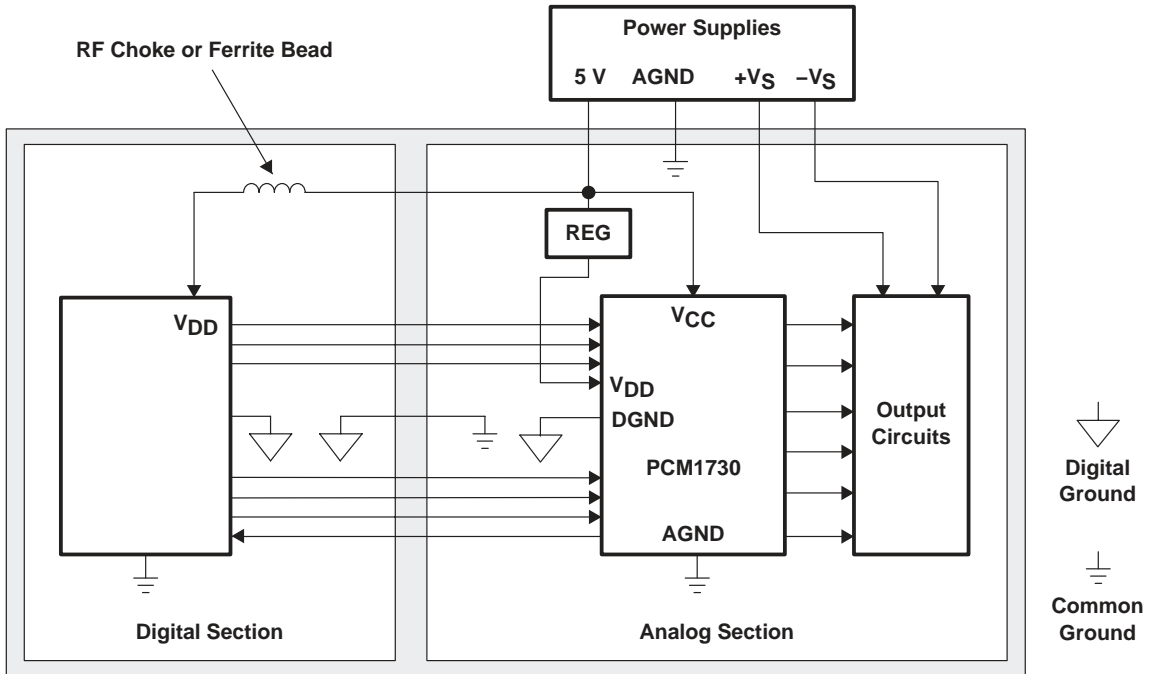 Power Supplies
RF Choke or Ferrite Bead
5 V AGND +VS −VS
REG
VDD
VCC
VDD
DGND
Output
Circuits
PCM1730
AGND
Digital
Ground
Common
Ground
Digital Section
Analog Section